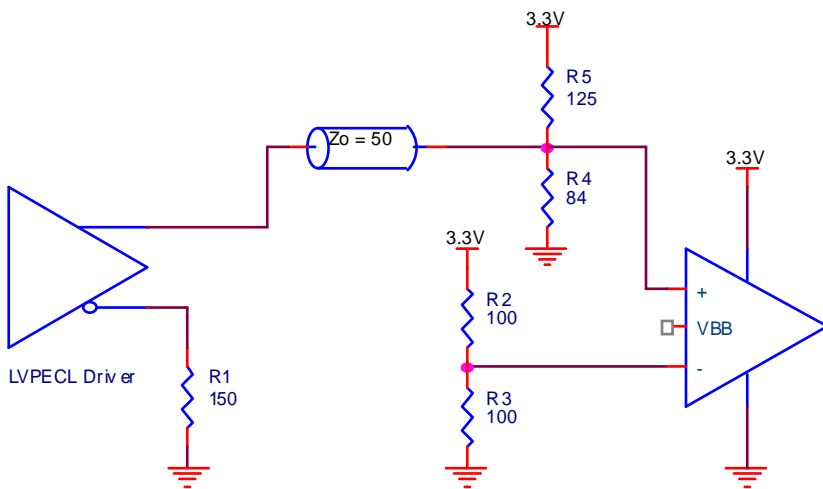 3.3V
R5
125
Zo = 50
R4
84
3.3V
3.3V
R2
100
+
VBB
-
LVPECL Driver
R1
150
R3
100